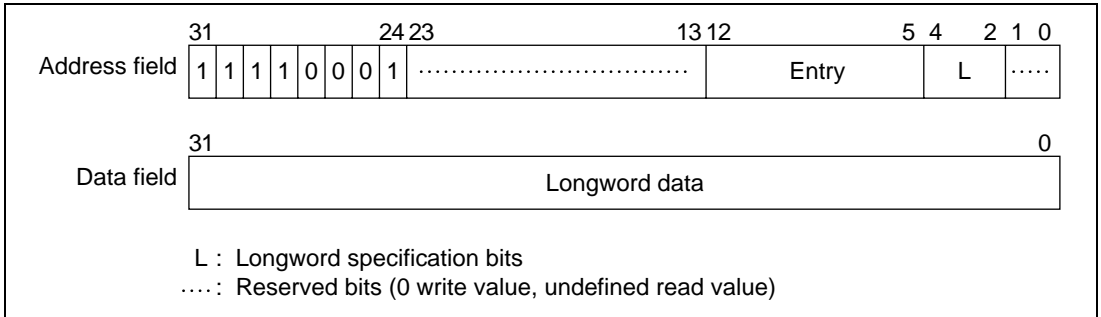 31 24 23 13 12 5 4 2 1 0
Address field 1 1 1 1 0 0 0 1 ................................. Entry L .....
31 0
Data field Longword data
L : Longword specification bits
.... : Reserved bits (0 write value, undefined read value)